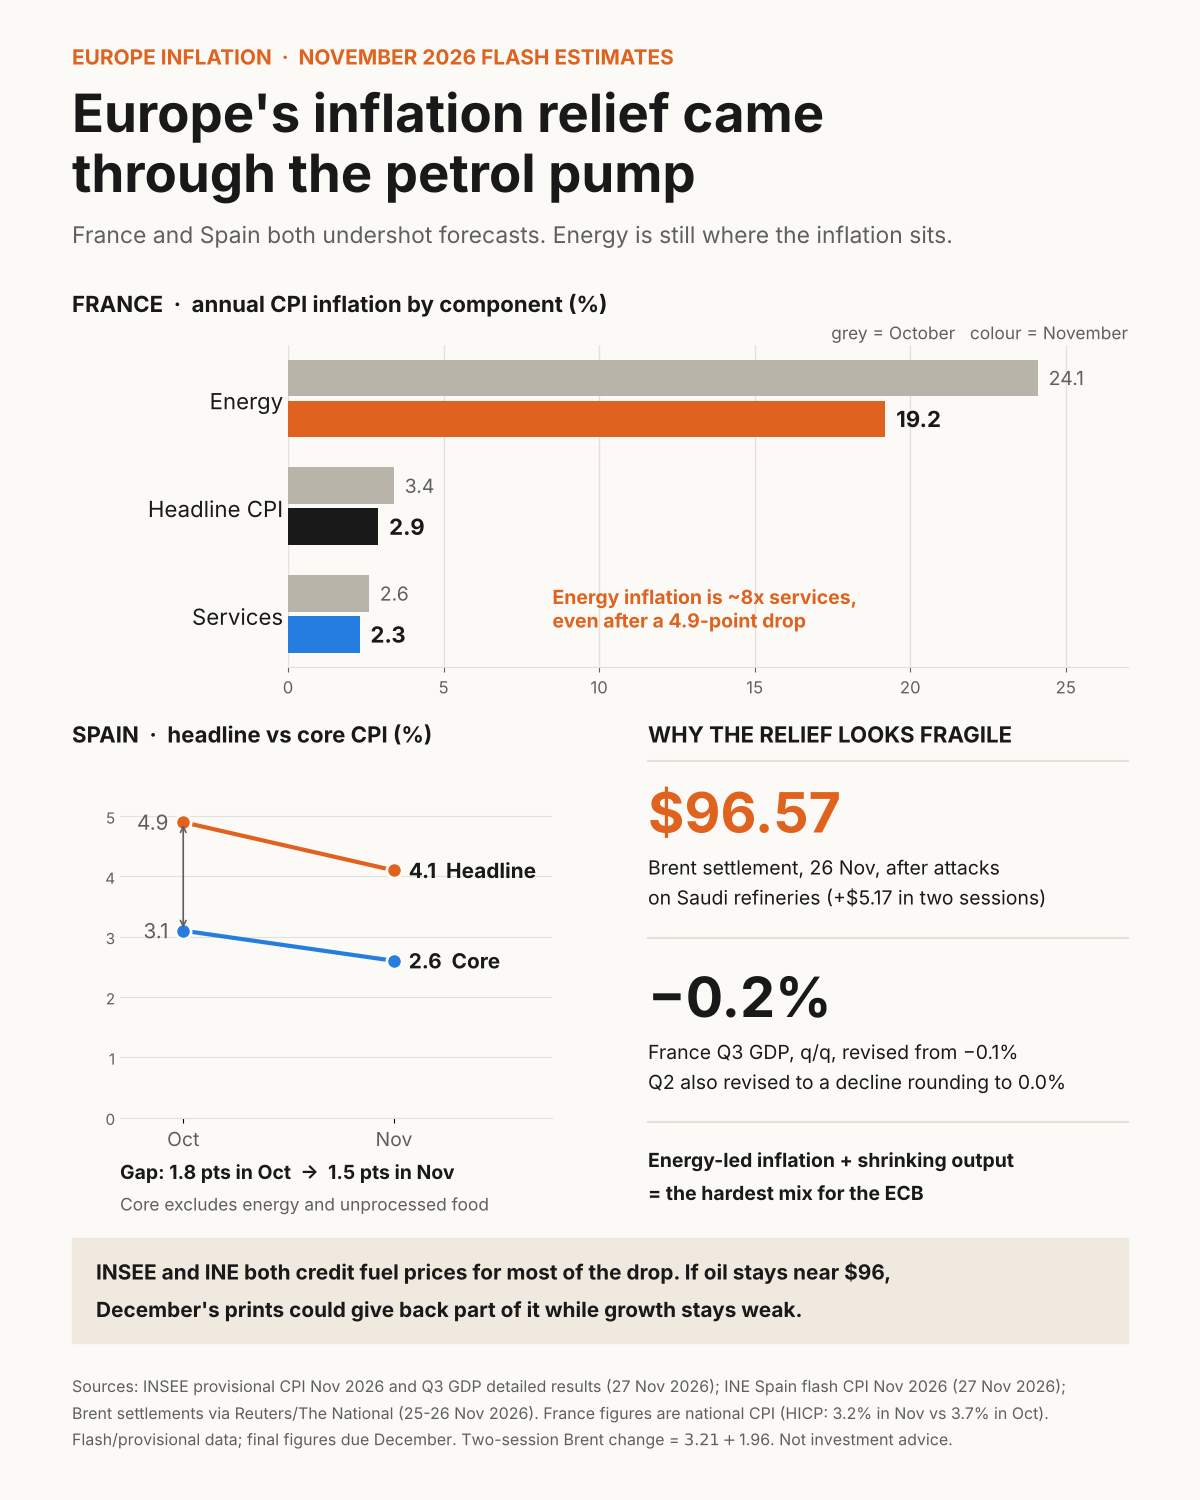 EUROPE INFLATION · NOVEMBER 2026 FLASH ESTIMATES
Europe's inflation relief came
through the petrol pump
France and Spain both undershot forecasts. Energy is still where the inflation sits.
FRANCE · annual CPI inflation by component (%)
grey = October colour = November
Energy
24.1
19.2
Headline CPI
3.4
2.9
Services
2.6
2.3
Energy inflation is ~8x services,
even after a 4.9-point drop
0 5 10 15 20 25
SPAIN · headline vs core CPI (%)
5
4.9
4.1 Headline
4
3.1
3
2.6 Core
2
1
0
Oct Nov
Gap: 1.8 pts in Oct → 1.5 pts in Nov
Core excludes energy and unprocessed food
WHY THE RELIEF LOOKS FRAGILE
$96.57
Brent settlement, 26 Nov, after attacks
on Saudi refineries (+$5.17 in two sessions)
−0.2%
France Q3 GDP, q/q, revised from −0.1%
Q2 also revised to a decline rounding to 0.0%
Energy-led inflation + shrinking output
= the hardest mix for the ECB
INSEE and INE both credit fuel prices for most of the drop. If oil stays near $96,
December's prints could give back part of it while growth stays weak.
Sources: INSEE provisional CPI Nov 2026 and Q3 GDP detailed results (27 Nov 2026); INE Spain flash CPI Nov 2026 (27 Nov 2026);
Brent settlements via Reuters/The National (25-26 Nov 2026). France figures are national CPI (HICP: 3.2% in Nov vs 3.7% in Oct).
Flash/provisional data; final figures due December. Two-session Brent change = 3.21 + 1.96. Not investment advice.